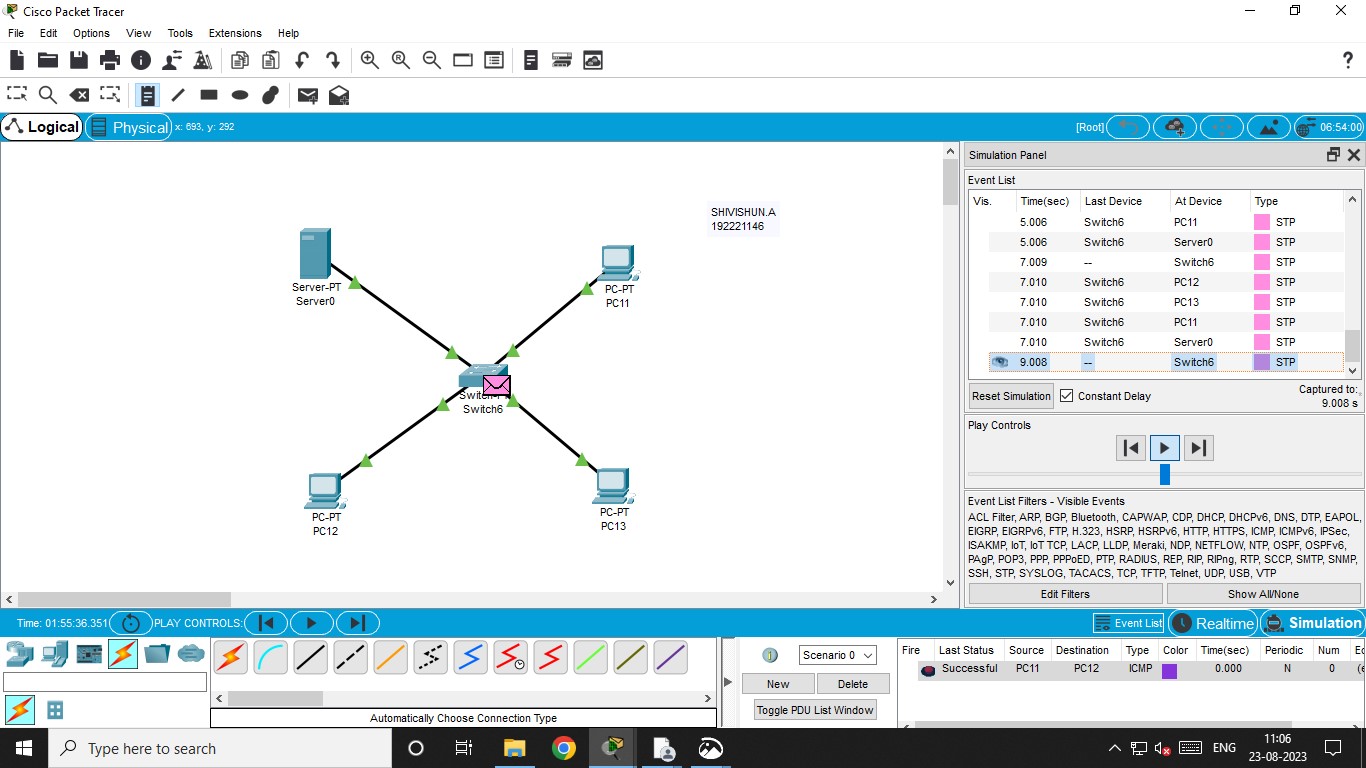 Cisco Packet Tracer
File Edit Options View Tools Extensions Help
Logical Physical x: 693, y: 292 [Root] 06:54:00
SHIVISHUN.A
192221146
Server-PT
Server0
PC-PT
PC11
Switch6
PC-PT
PC12
PC-PT
PC13
Simulation Panel
Event List
Vis. Time(sec) Last Device At Device Type
5.006 Switch6 PC11 STP
5.006 Switch6 Server0 STP
7.009 -- Switch6 STP
7.010 Switch6 PC12 STP
7.010 Switch6 PC13 STP
7.010 Switch6 PC11 STP
7.010 Switch6 Server0 STP
9.008 -- Switch6 STP
Reset Simulation Constant Delay Captured to:
9.008 s
Play Controls
Event List Filters - Visible Events
ACL Filter, ARP, BGP, Bluetooth, CAPWAP, CDP, DHCP, DHCPv6, DNS, DTP, EAPOL,
EIGRP, EIGRPv6, FTP, H.323, HSRP, HSRPv6, HTTP, HTTPS, ICMP, ICMPv6, IPSec,
ISAKMP, IoT, IoT TCP, LACP, LLDP, Meraki, NDP, NETFLOW, NTP, OSPF, OSPFv6,
PAgP, POP3, PPP, PPPoED, PTP, RADIUS, REP, RIP, RIPng, RTP, SCCP, SMTP, SNMP,
SSH, STP, SYSLOG, TACACS, TCP, TFTP, Telnet, UDP, USB, VTP
Edit Filters Show All/None
Time: 01:55:36.351 PLAY CONTROLS: Event List Realtime Simulation
Automatically Choose Connection Type
Scenario 0
New Delete
Toggle PDU List Window
Fire Last Status Source Destination Type Color Time(sec) Periodic Num
Successful PC11 PC12 ICMP 0.000 N 0
Type here to search
ENG
11:06
23-08-2023